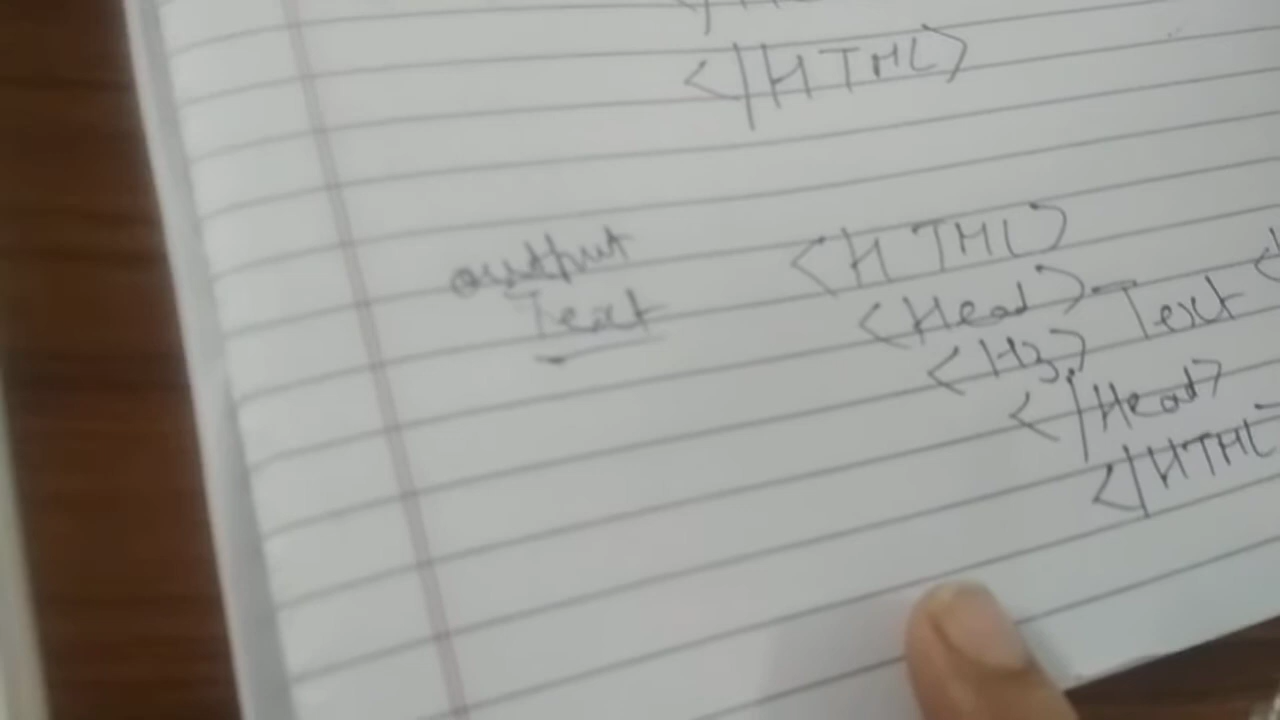 </HTML>
output <HTML>
Text <Head> Text <
<H3>
</Head>
</HTML>